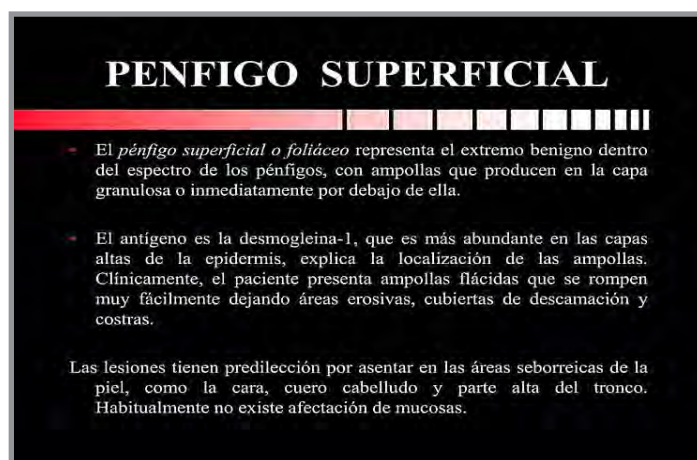 PENFIGO SUPERFICIAL
El pénfigo superficial o foliáceo representa el extremo benigno dentro
del espectro de los pénfigos, con ampollas que producen en la capa
granulosa o inmediatamente por debajo de ella.
El antígeno es la desmogleina-1, que es más abundante en las capas
altas de la epidermis, explica la localización de las ampollas.
Clínicamente, el paciente presenta ampollas flácidas que se rompen
muy fácilmente dejando áreas erosivas, cubiertas de descamación y
costras.
Las lesiones tienen predilección por asentar en las áreas seborreicas de la
piel, como la cara, cuero cabelludo y parte alta del tronco.
Habitualmente no existe afectación de mucosas.